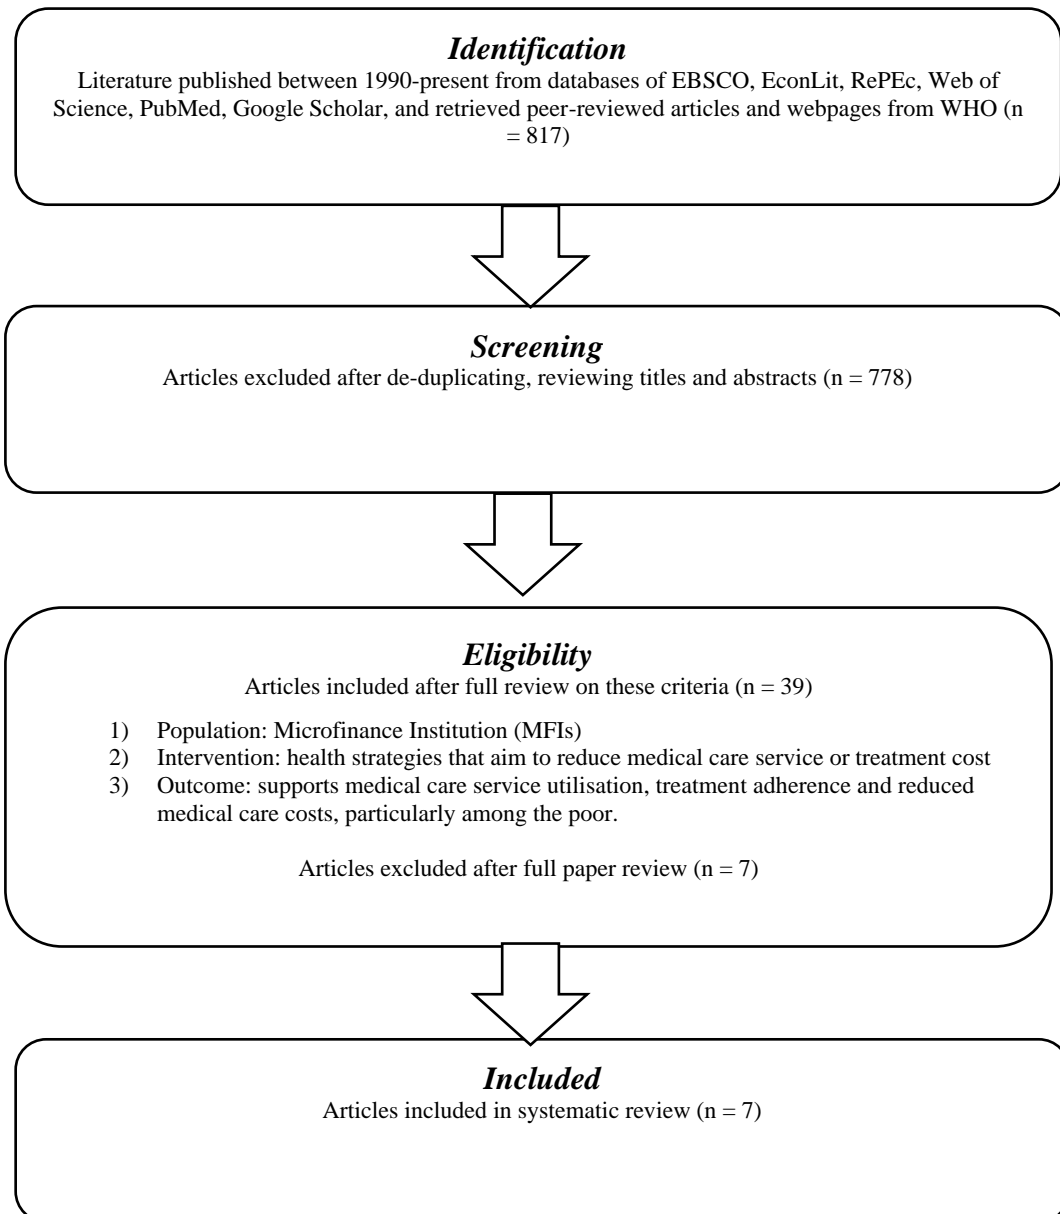 Identification
Literature published between 1990-present from databases of EBSCO, EconLit, RePEc, Web of
Science, PubMed, Google Scholar, and retrieved peer-reviewed articles and webpages from WHO (n
= 817)
Screening
Articles excluded after de-duplicating, reviewing titles and abstracts (n = 778)
Eligibility
Articles included after full review on these criteria (n = 39)
1) Population: Microfinance Institution (MFIs)
2) Intervention: health strategies that aim to reduce medical care service or treatment cost
3) Outcome: supports medical care service utilisation, treatment adherence and reduced
medical care costs, particularly among the poor.
Articles excluded after full paper review (n = 7)
Included
Articles included in systematic review (n = 7)